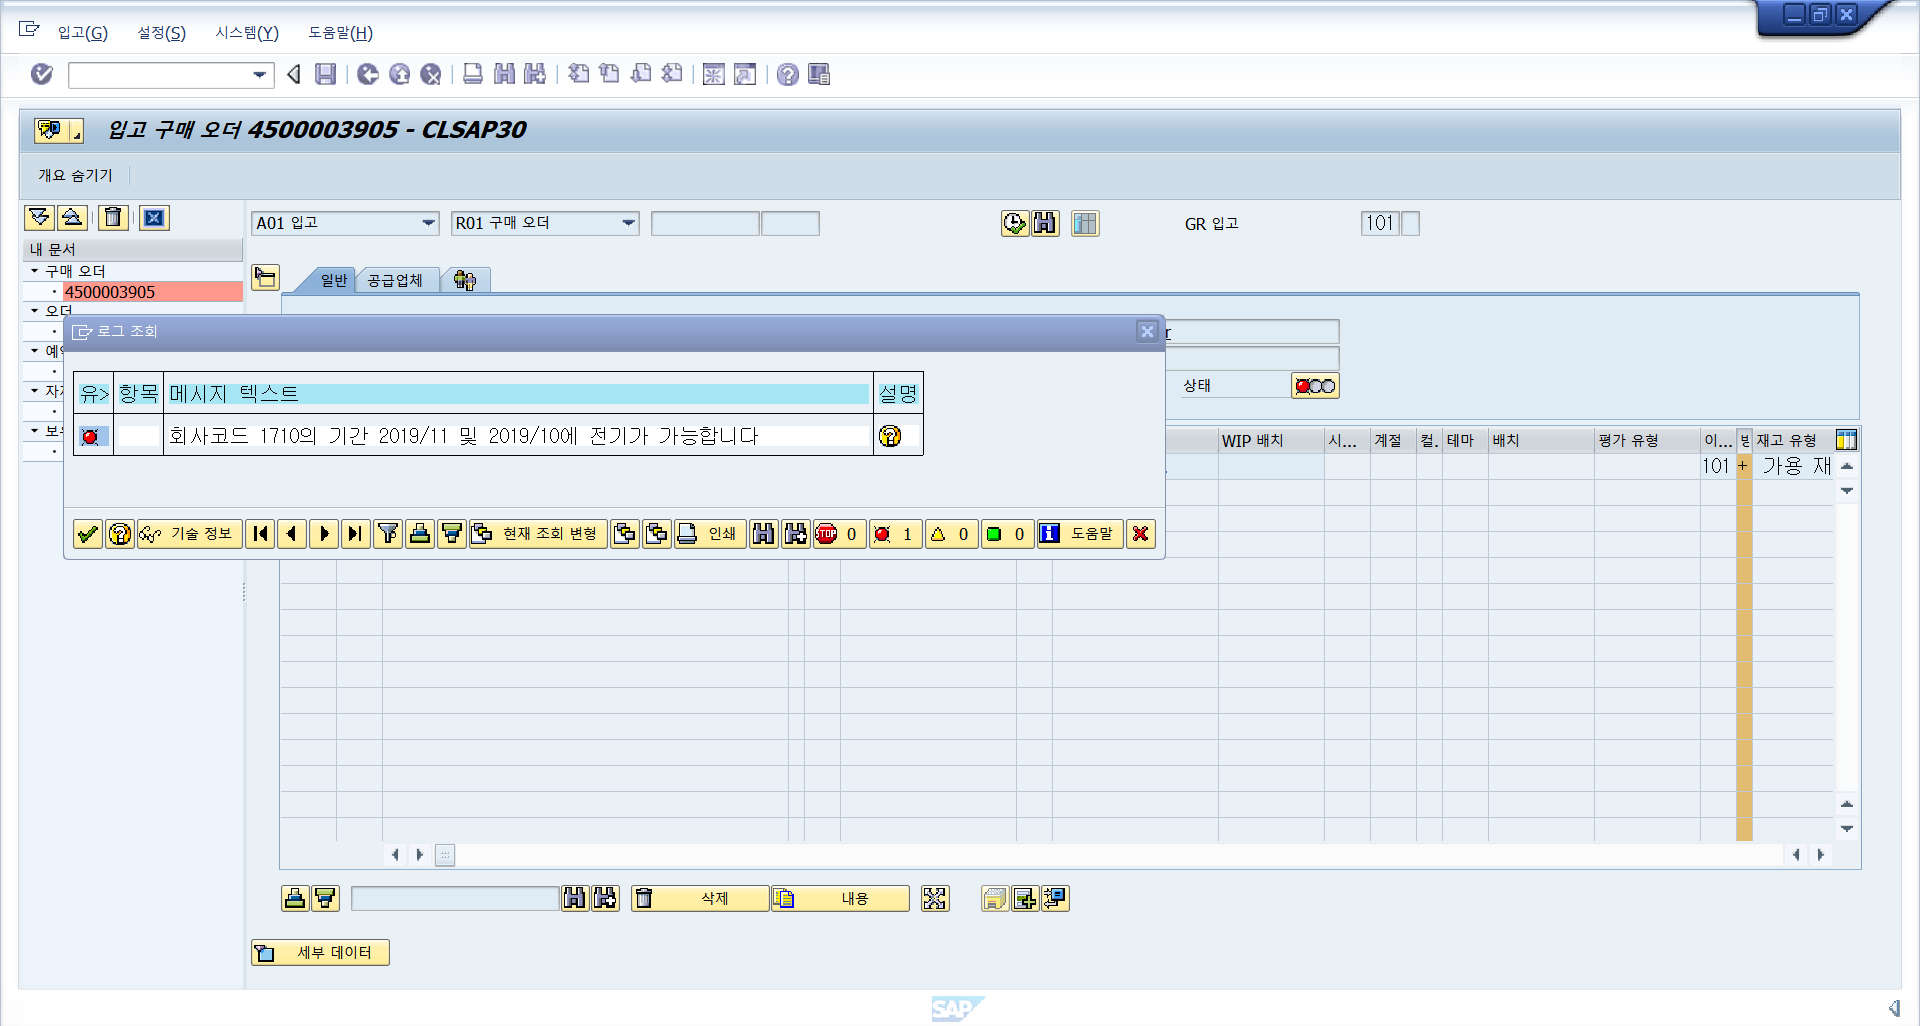 입고(G) 설정(S) 시스템(Y) 도움말(H)
입고 구매 오더 4500003905 - CLSAP30
개요 숨기기
A01 입고 R01 구매 오더 GR 입고 101
내 문서
구매 오더
4500003905
오더
일반 공급업체
로그 조회
유> 항목 메시지 텍스트 설명
회사코드 1710의 기간 2019/11 및 2019/10에 전기가 가능합니다
기술 정보 현재 조회 변형 인쇄 STOP 0 1 0 0 도움말
상태
WIP 배치 시... 계절 컬. 테마 배치 평가 유형 이... 재고 유형
101 + 가용 재
삭제 내용
세부 데이터
SAP